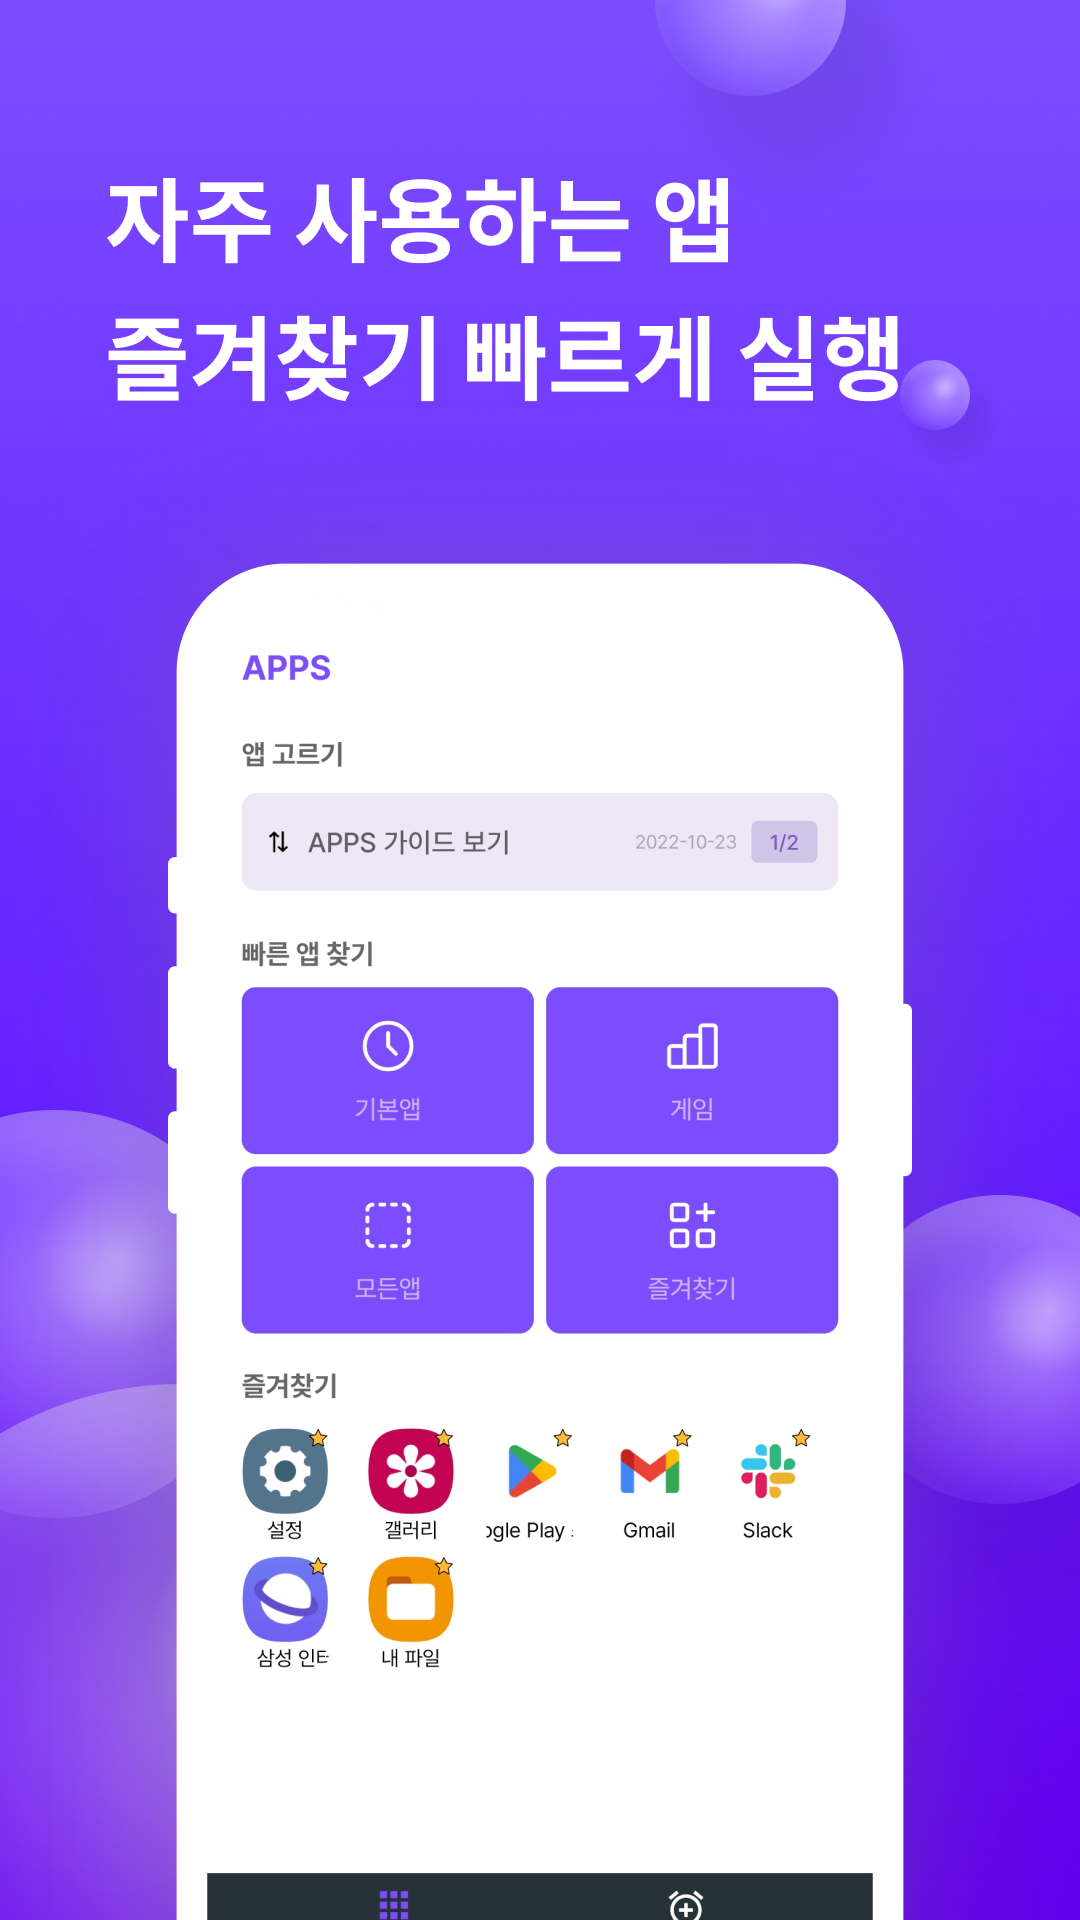 자주 사용하는 앱
즐겨찾기 빠르게 실행
APPS
앱 고르기
APPS 가이드 보기 2022-10-23 1/2
빠른 앱 찾기
기본앱 게임
모든앱 즐겨찾기
즐겨찾기
설정 갤러리 ogle Play Gmail Slack
삼성 인터 내 파일